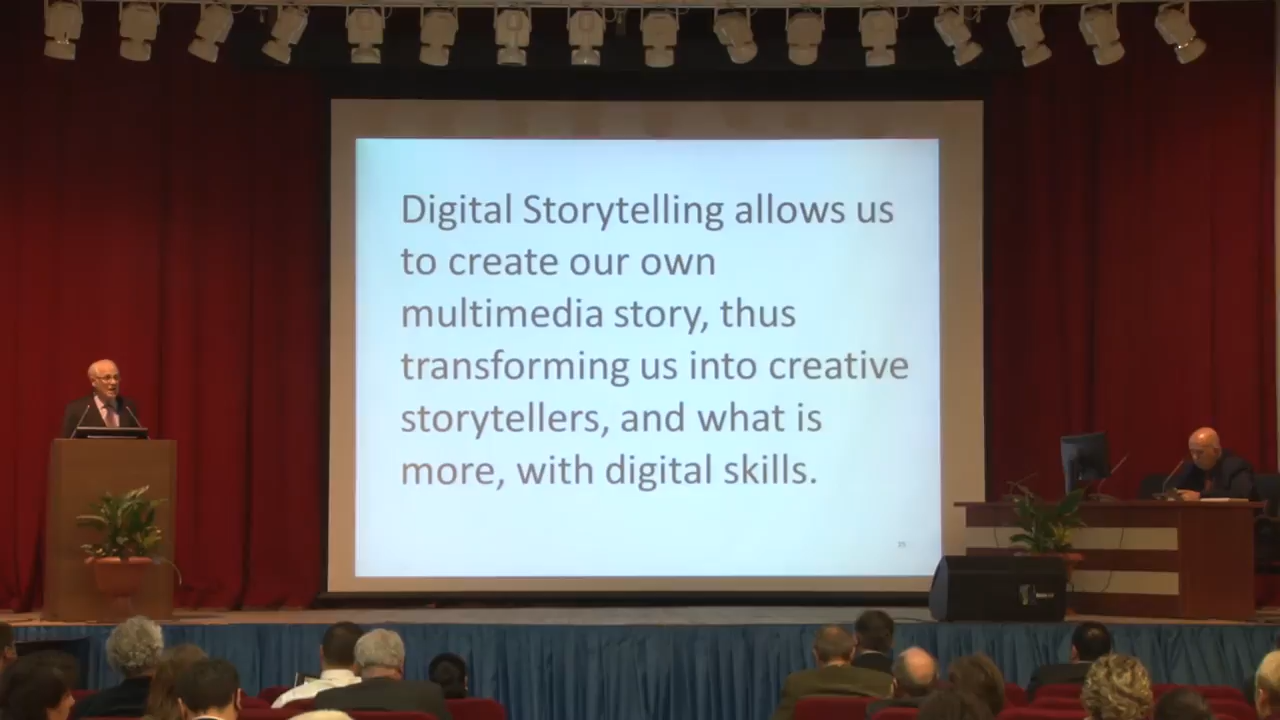 Digital Storytelling allows us
to create our own
multimedia story, thus
transforming us into creative
storytellers, and what is
more, with digital skills.